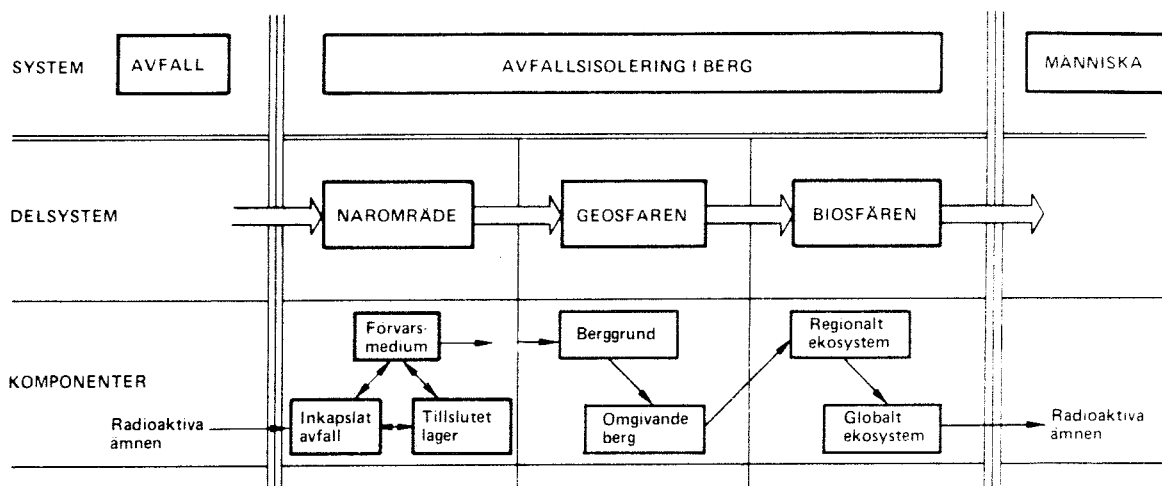 SYSTEM
AVFALL
AVFALLSISOLERING I BERG
MÄNNISKA
DELSYSTEM
NAROMRÄDE
GEOSFAREN
BIOSFÄREN
KOMPONENTER
Förvars-
medium
Berggrund
Regionalt
ekosystem
Radioaktiva
ämnen
Inkapslat
avfall
Tillslutet
lager
Omgivande
berg
Globalt
ekosystem
Radioaktiva
ämnen